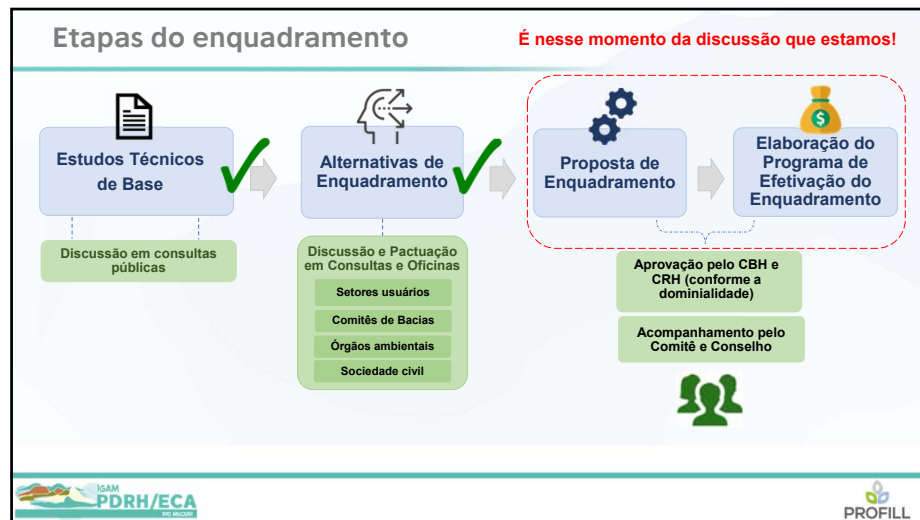 Etapas do enquadramento
É nesse momento da discussão que estamos!
Estudos Técnicos
de Base
Alternativas de
Enquadramento
Proposta de
Enquadramento
$
Elaboração do
Programa de
Efetivação do
Enquadramento
Discussão em consultas
públicas
Discussão e Pactuação
em Consultas e Oficinas
Setores usuários
Comitês de Bacias
Órgãos ambientais
Sociedade civil
Aprovação pelo CBH e
CRH (conforme a
dominialidade)
Acompanhamento pelo
Comitê e Conselho
IGAM
PDRH/ECA
RIO MUCURI
PROFILL